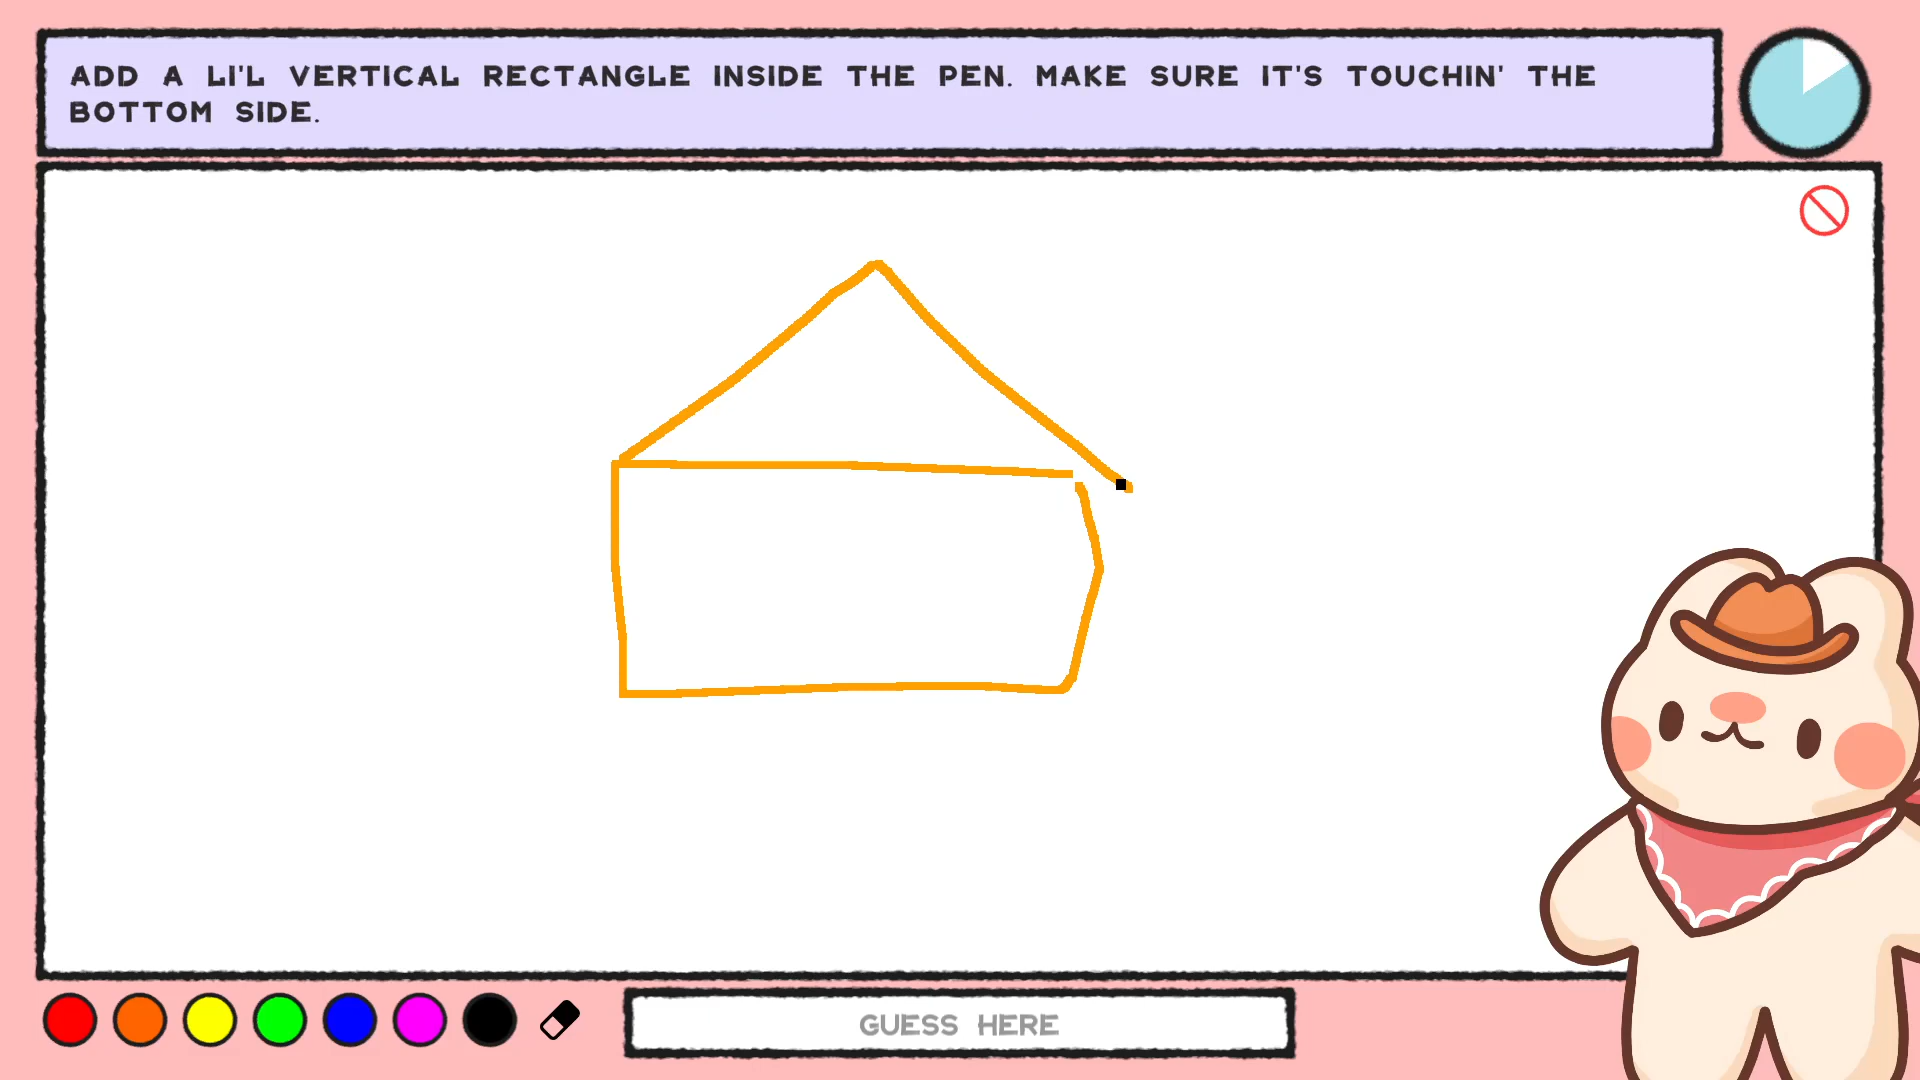 ADD A LI'L VERTICAL RECTANGLE INSIDE THE PEN. MAKE SURE IT'S TOUCHIN' THE
BOTTOM SIDE.
GUESS HERE